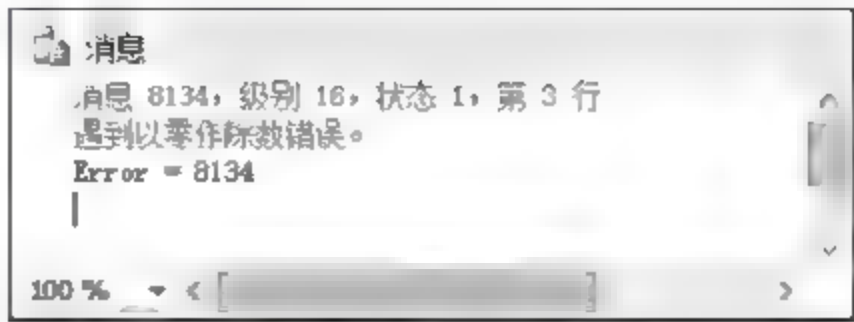 消息
消息 8134，级别 16，状态 1，第 3 行
遇到以零作除数错误。
Error = 8134
100 %